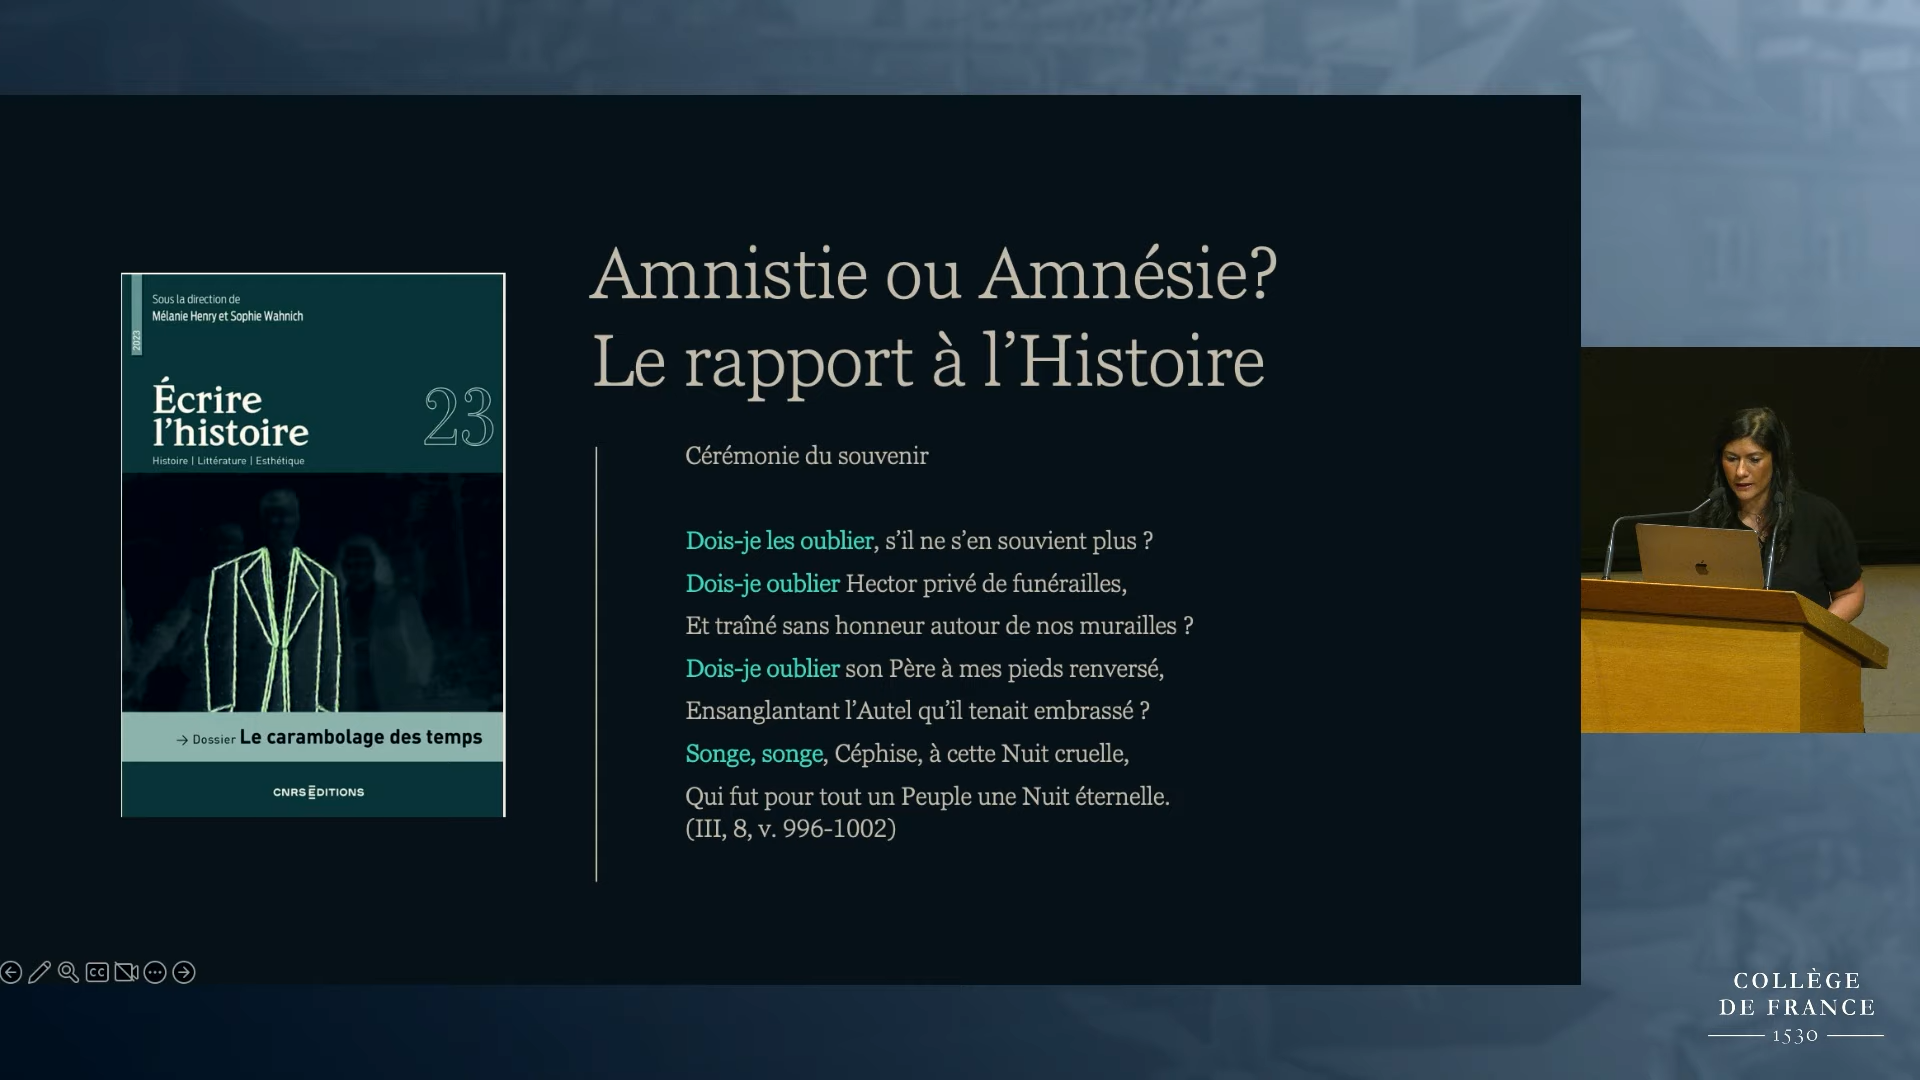 Sous la direction de
Mélanie Henry et Sophie Wahnich
2023
Écrire
l'histoire
23
Histoire | Littérature | Esthétique
→ Dossier Le carambolage des temps
CNRS ÉDITIONS
Amnistie ou Amnésie?
Le rapport à l’Histoire
Cérémonie du souvenir
Dois-je les oublier, s’il ne s’en souvient plus ?
Dois-je oublier Hector privé de funérailles,
Et traîné sans honneur autour de nos murailles ?
Dois-je oublier son Père à mes pieds renversé,
Ensanglantant l’Autel qu’il tenait embrassé ?
Songe, songe, Céphise, à cette Nuit cruelle,
Qui fut pour tout un Peuple une Nuit éternelle.
(III, 8, v. 996-1002)
CC
COLLÈGE
DE FRANCE
1530